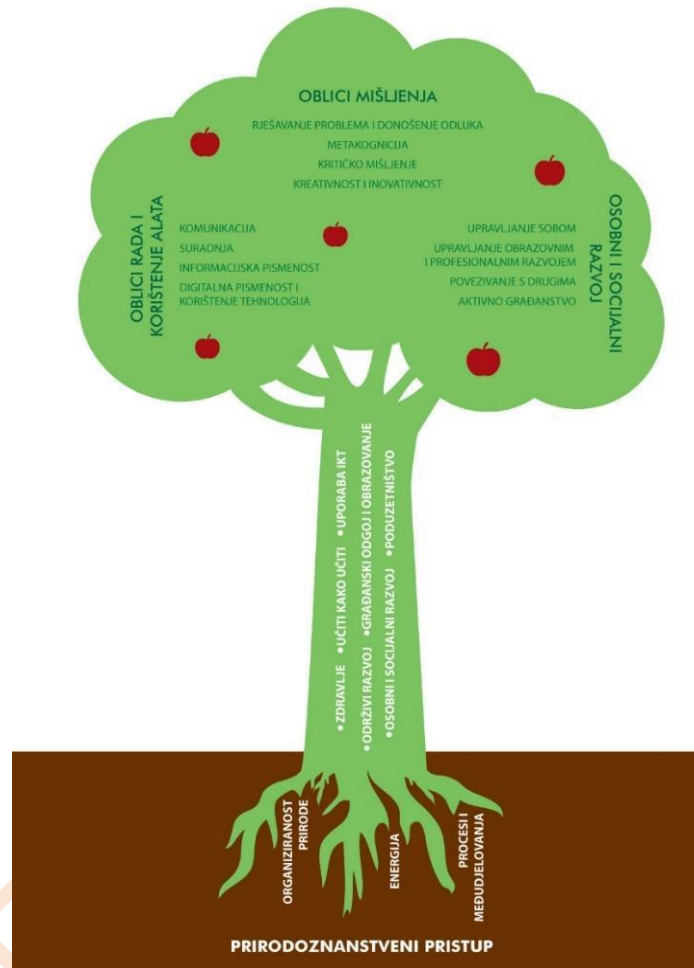 OBLICI MIŠLJENJA
RJEŠAVANJE PROBLEMA I DONOŠENJE ODLUKA
METAKOGNICIJA
KRITIČKO MIŠLJENJE
KREATIVNOST I INOVATIVNOST
OBLICI RADA I
KORIŠTENJE ALATA
KOMUNIKACIJA
SURADNJA
INFORMACIJSKA PISMENOST
DIGITALNA PISMENOST I
KORIŠTENJE TEHNOLOGIJA
UPRAVLJANJE SOBOM
UPRAVLJANJE OBRAZOVNIM
I PROFESIONALNIM RAZVOJEM
POVEZIVANJE S DRUGIMA
AKTIVNO GRAĐANSTVO
OSOBNI I SOCIJALNI
RAZVOJ
•ZDRAVLJE •UČITI KAKO UČITI •UPORABA IKT
•ODRŽIVI RAZVOJ •GRAĐANSKI ODGOJ I OBRAZOVANJE
•OSOBNI I SOCIJALNI RAZVOJ •PODUZETNIŠTVO
ORGANIZIRANOST
PRIRODE
ENERGIJA
PROCESI I
MEĐUDJELOVANJA
PRIRODOZNANSTVENI PRISTUP